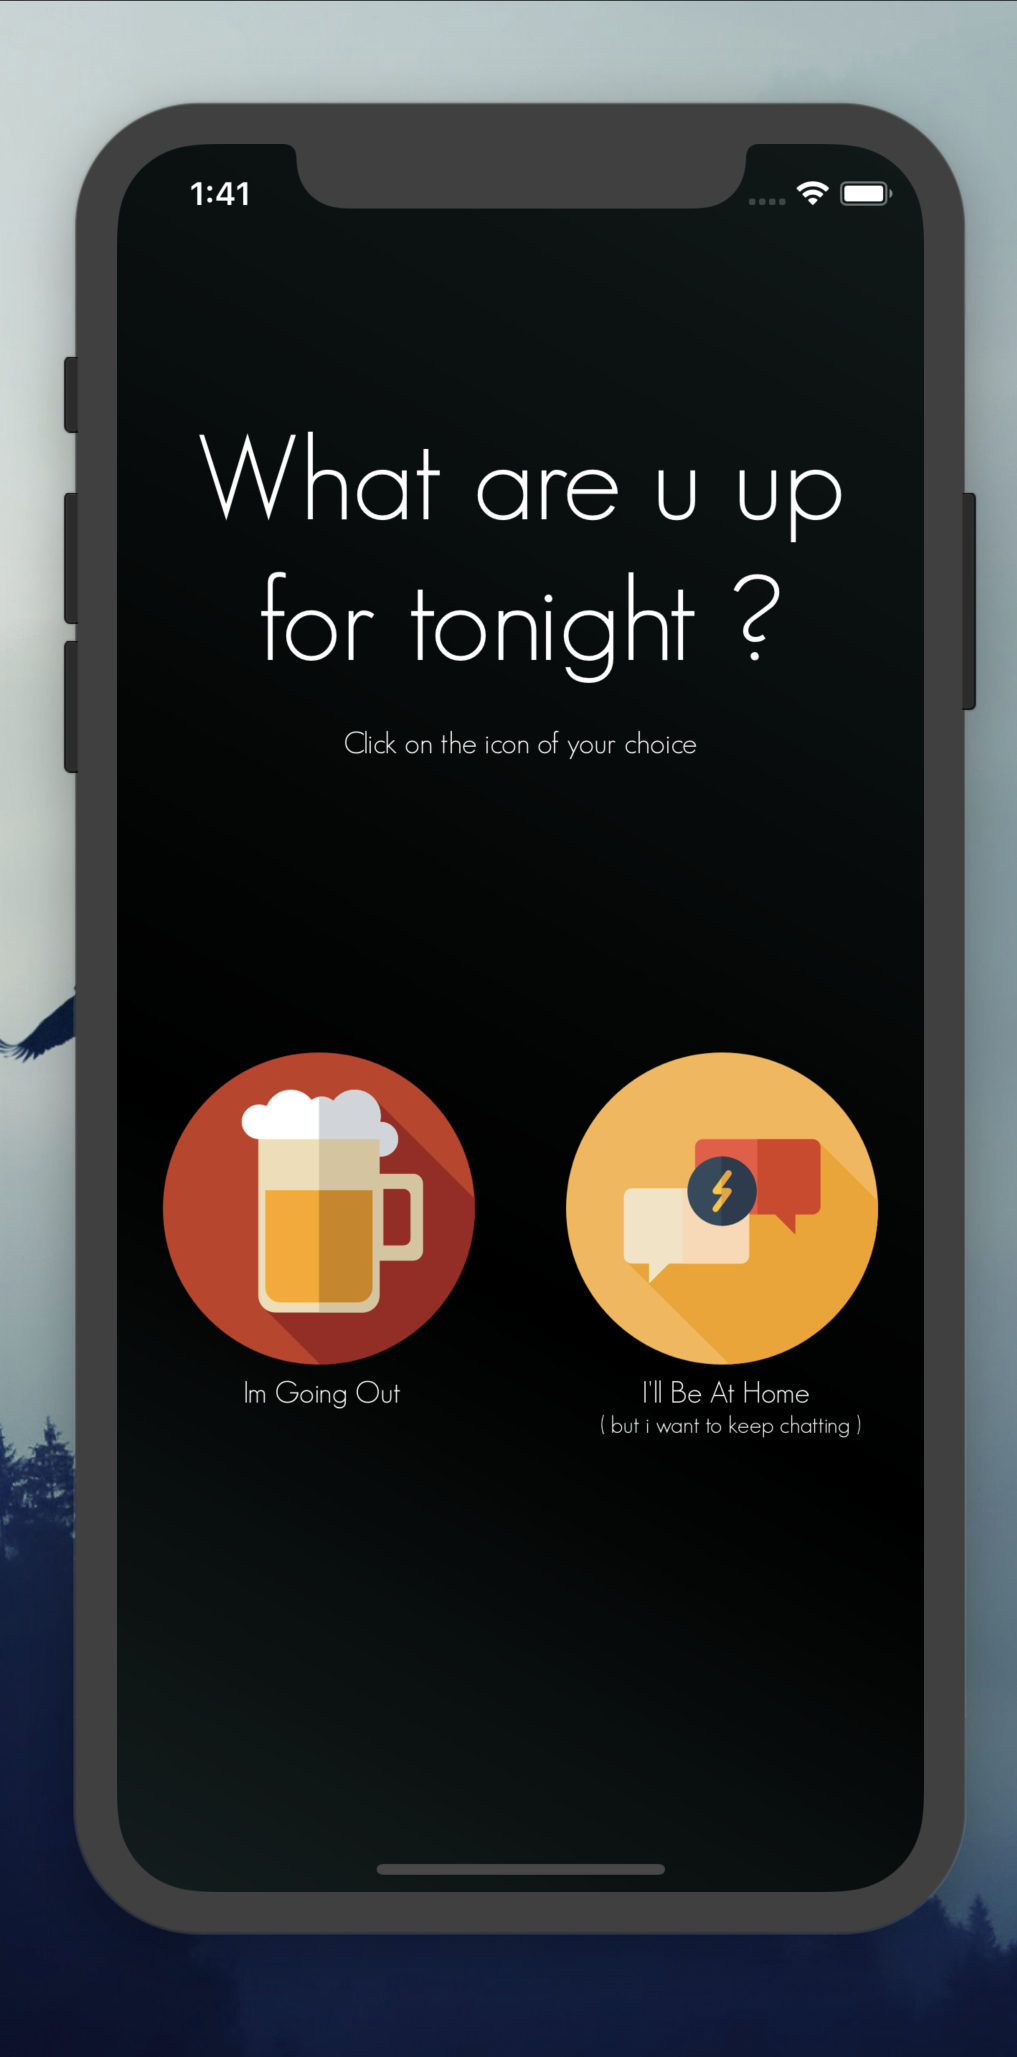 1:41
What are u up
for tonight ?
Click on the icon of your choice
Im Going Out
I'll Be At Home
( but i want to keep chatting )